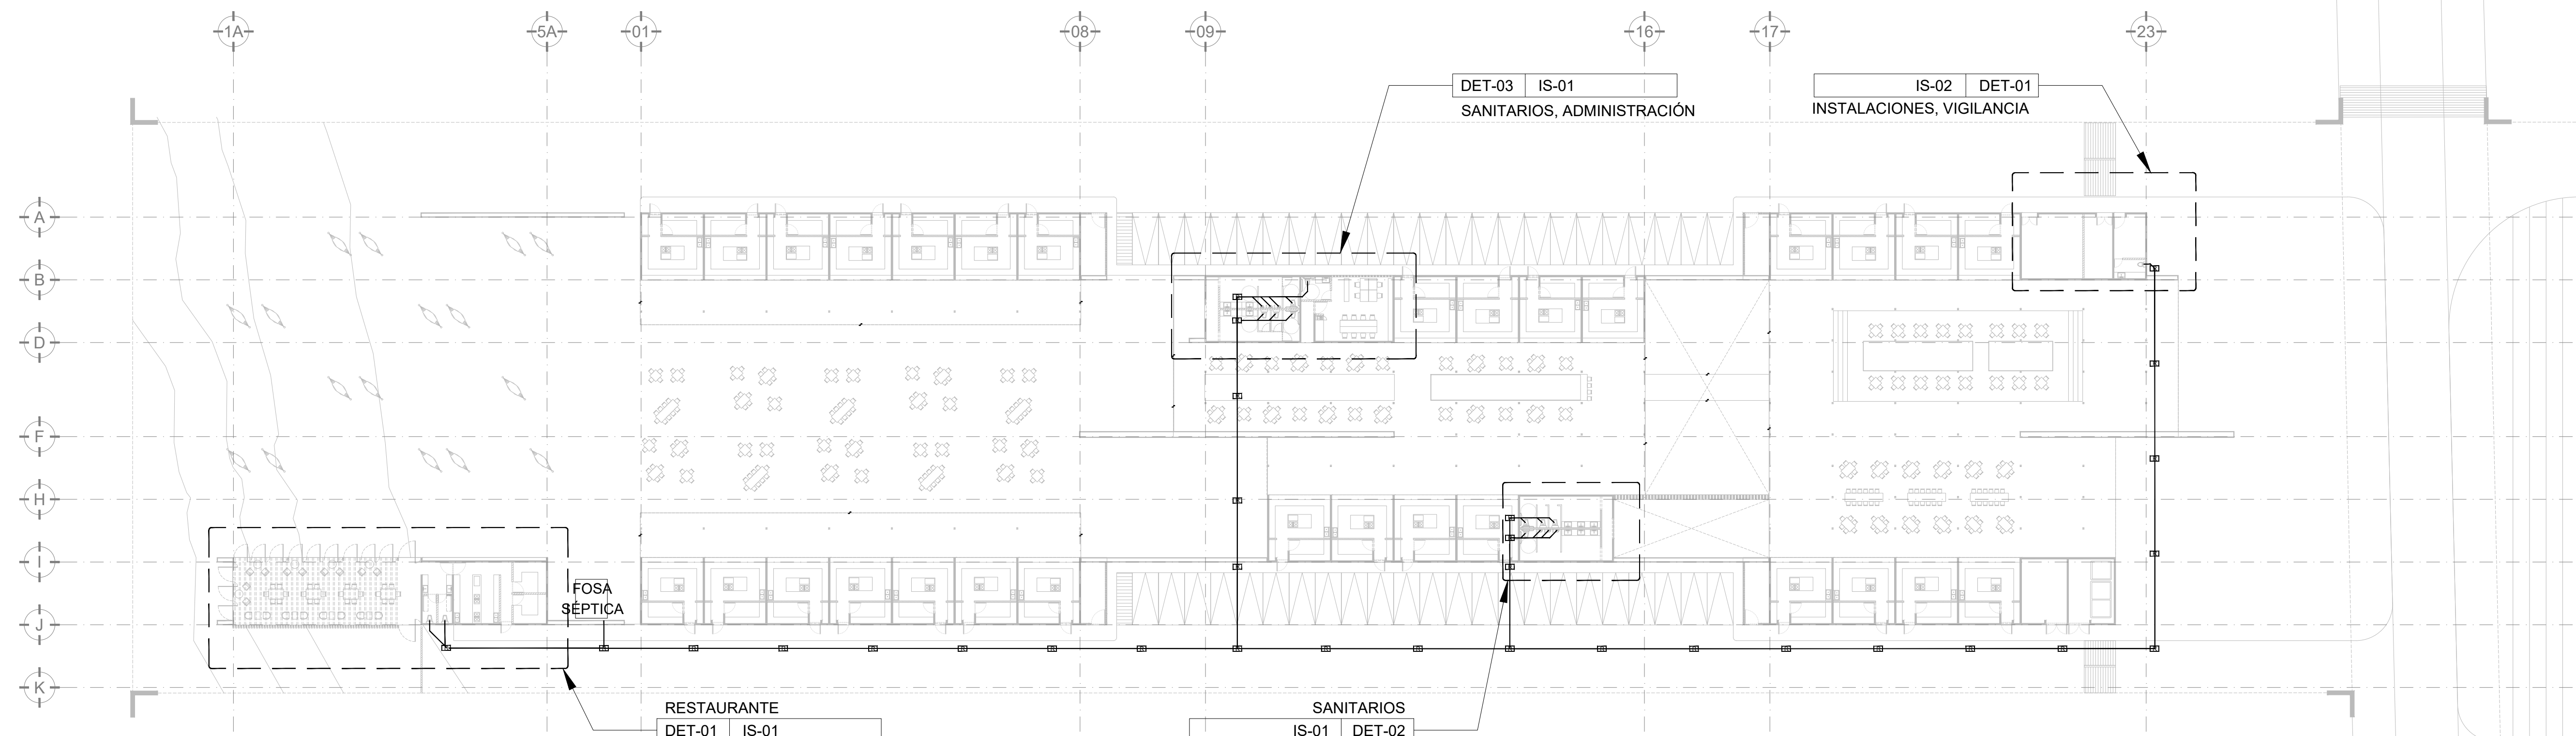 1A
5A
01
08
09
16
17
23
DET-03 IS-01
SANITARIOS, ADMINISTRACIÓN
IS-02 DET-01
INSTALACIONES, VIGILANCIA
A
B
D
F
H
I
J
K
FOSA
SÉPTICA
RESTAURANTE
DET-01 IS-01
SANITARIOS
IS-01 DET-02